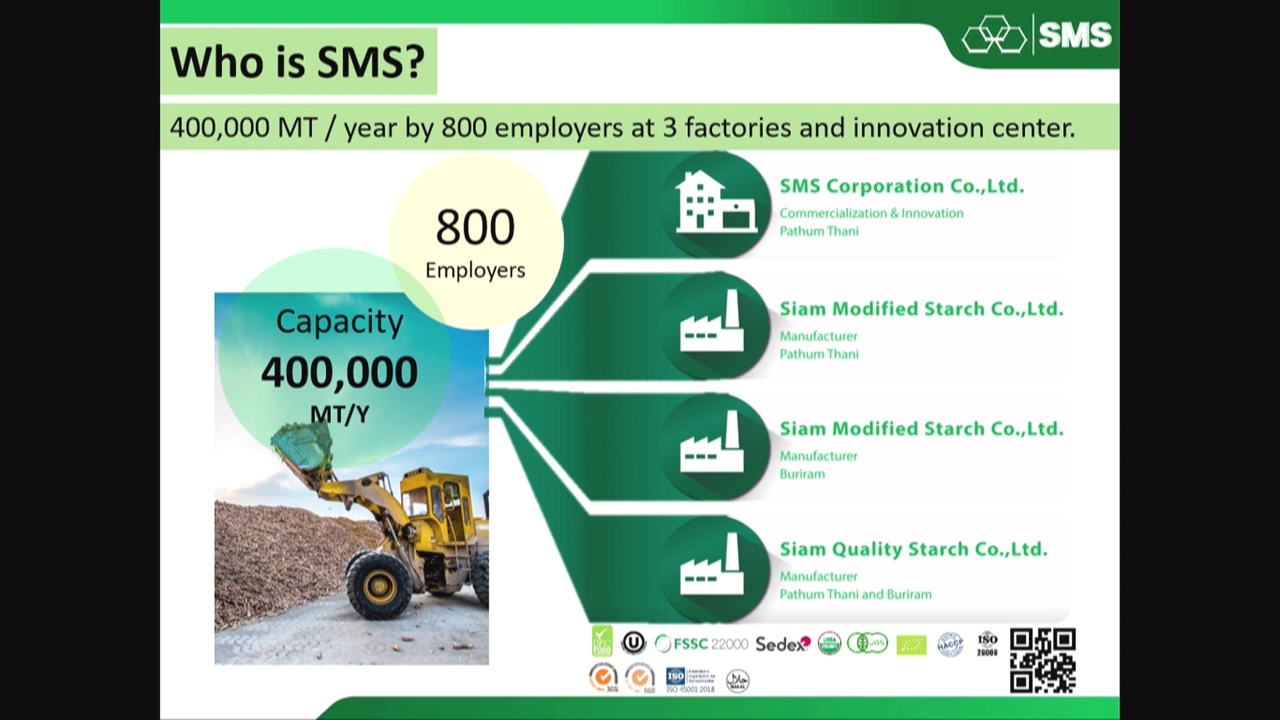 SMS
Who is SMS?
400,000 MT / year by 800 employers at 3 factories and innovation center.
800
Employers
Capacity
400,000
MT/Y
SMS Corporation Co.,Ltd.
Commercialization & Innovation
Pathum Thani
Siam Modified Starch Co.,Ltd.
Manufacturer
Pathum Thani
Siam Modified Starch Co.,Ltd.
Manufacturer
Buriram
Siam Quality Starch Co.,Ltd.
Manufacturer
Pathum Thani and Buriram
FSSC 22000
Sedex
JAS
HACCP
ISO
26000
SGS
SGS
ISO
ISO 45001:2018